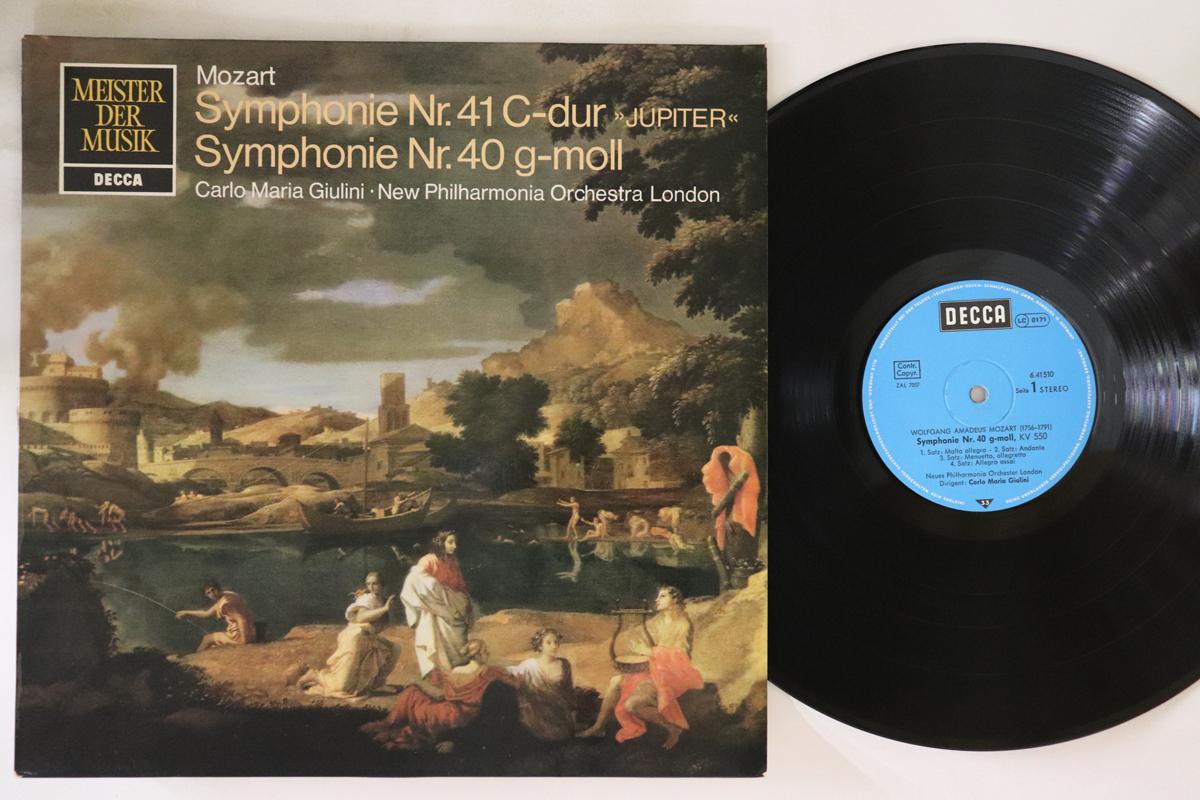 MEISTER
DER
MUSIK
DECCA
Mozart
Symphonie Nr. 41 C-dur »JUPITER«
Symphonie Nr. 40 g-moll
Carlo Maria Giulini · New Philharmonia Orchestra London
DECCA
LC 0171
Contr.
Copyr.
ZAL 7057
6.41510
Seite 1 STEREO
WOLFGANG AMADEUS MOZART (1756-1791)
Symphonie Nr. 40 g-moll, KV 550
1. Satz: Molto allegro - 2. Satz: Andante
3. Satz: Menuetto, allegretto
4. Satz: Allegro assai
Neues Philharmonia Orchester London
Dirigent: Carlo Maria Giulini
33